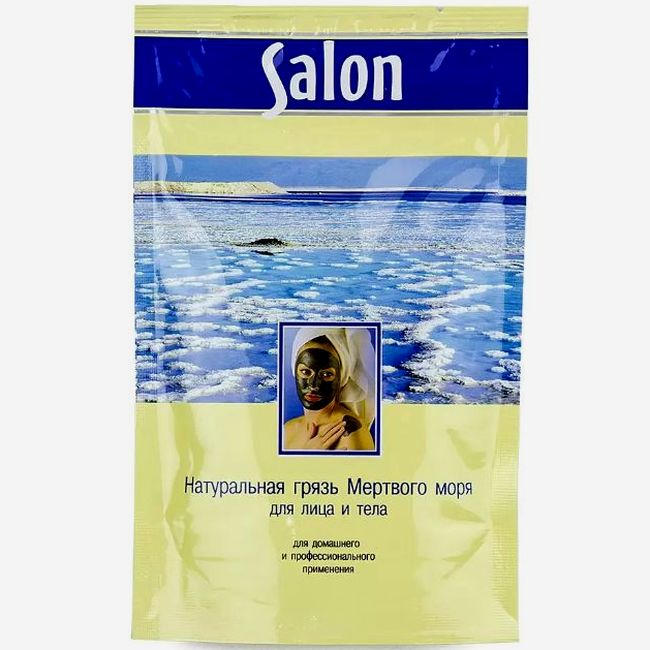 Salon
Натуральная грязь Мертвого моря
для лица и тела
для домашнего
и профессионального
применения